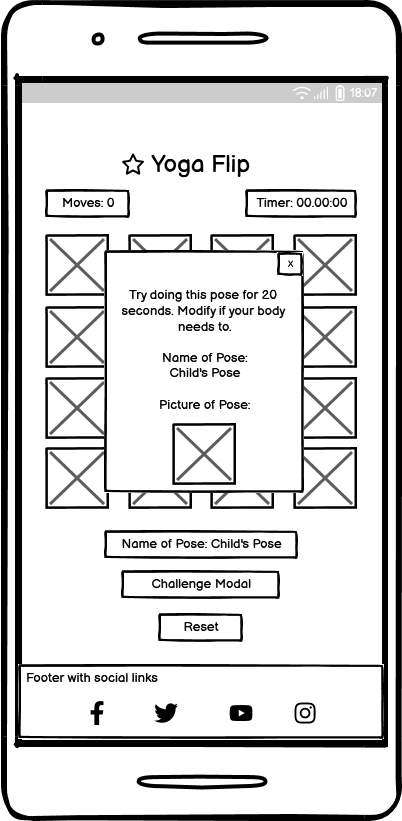 18:07
Yoga Flip
Moves: 0
Timer: 00.00:00
x
Try doing this pose for 20
seconds. Modify if your body
needs to.
Name of Pose:
Child's Pose
Picture of Pose:
Name of Pose: Child's Pose
Challenge Modal
Reset
Footer with social links